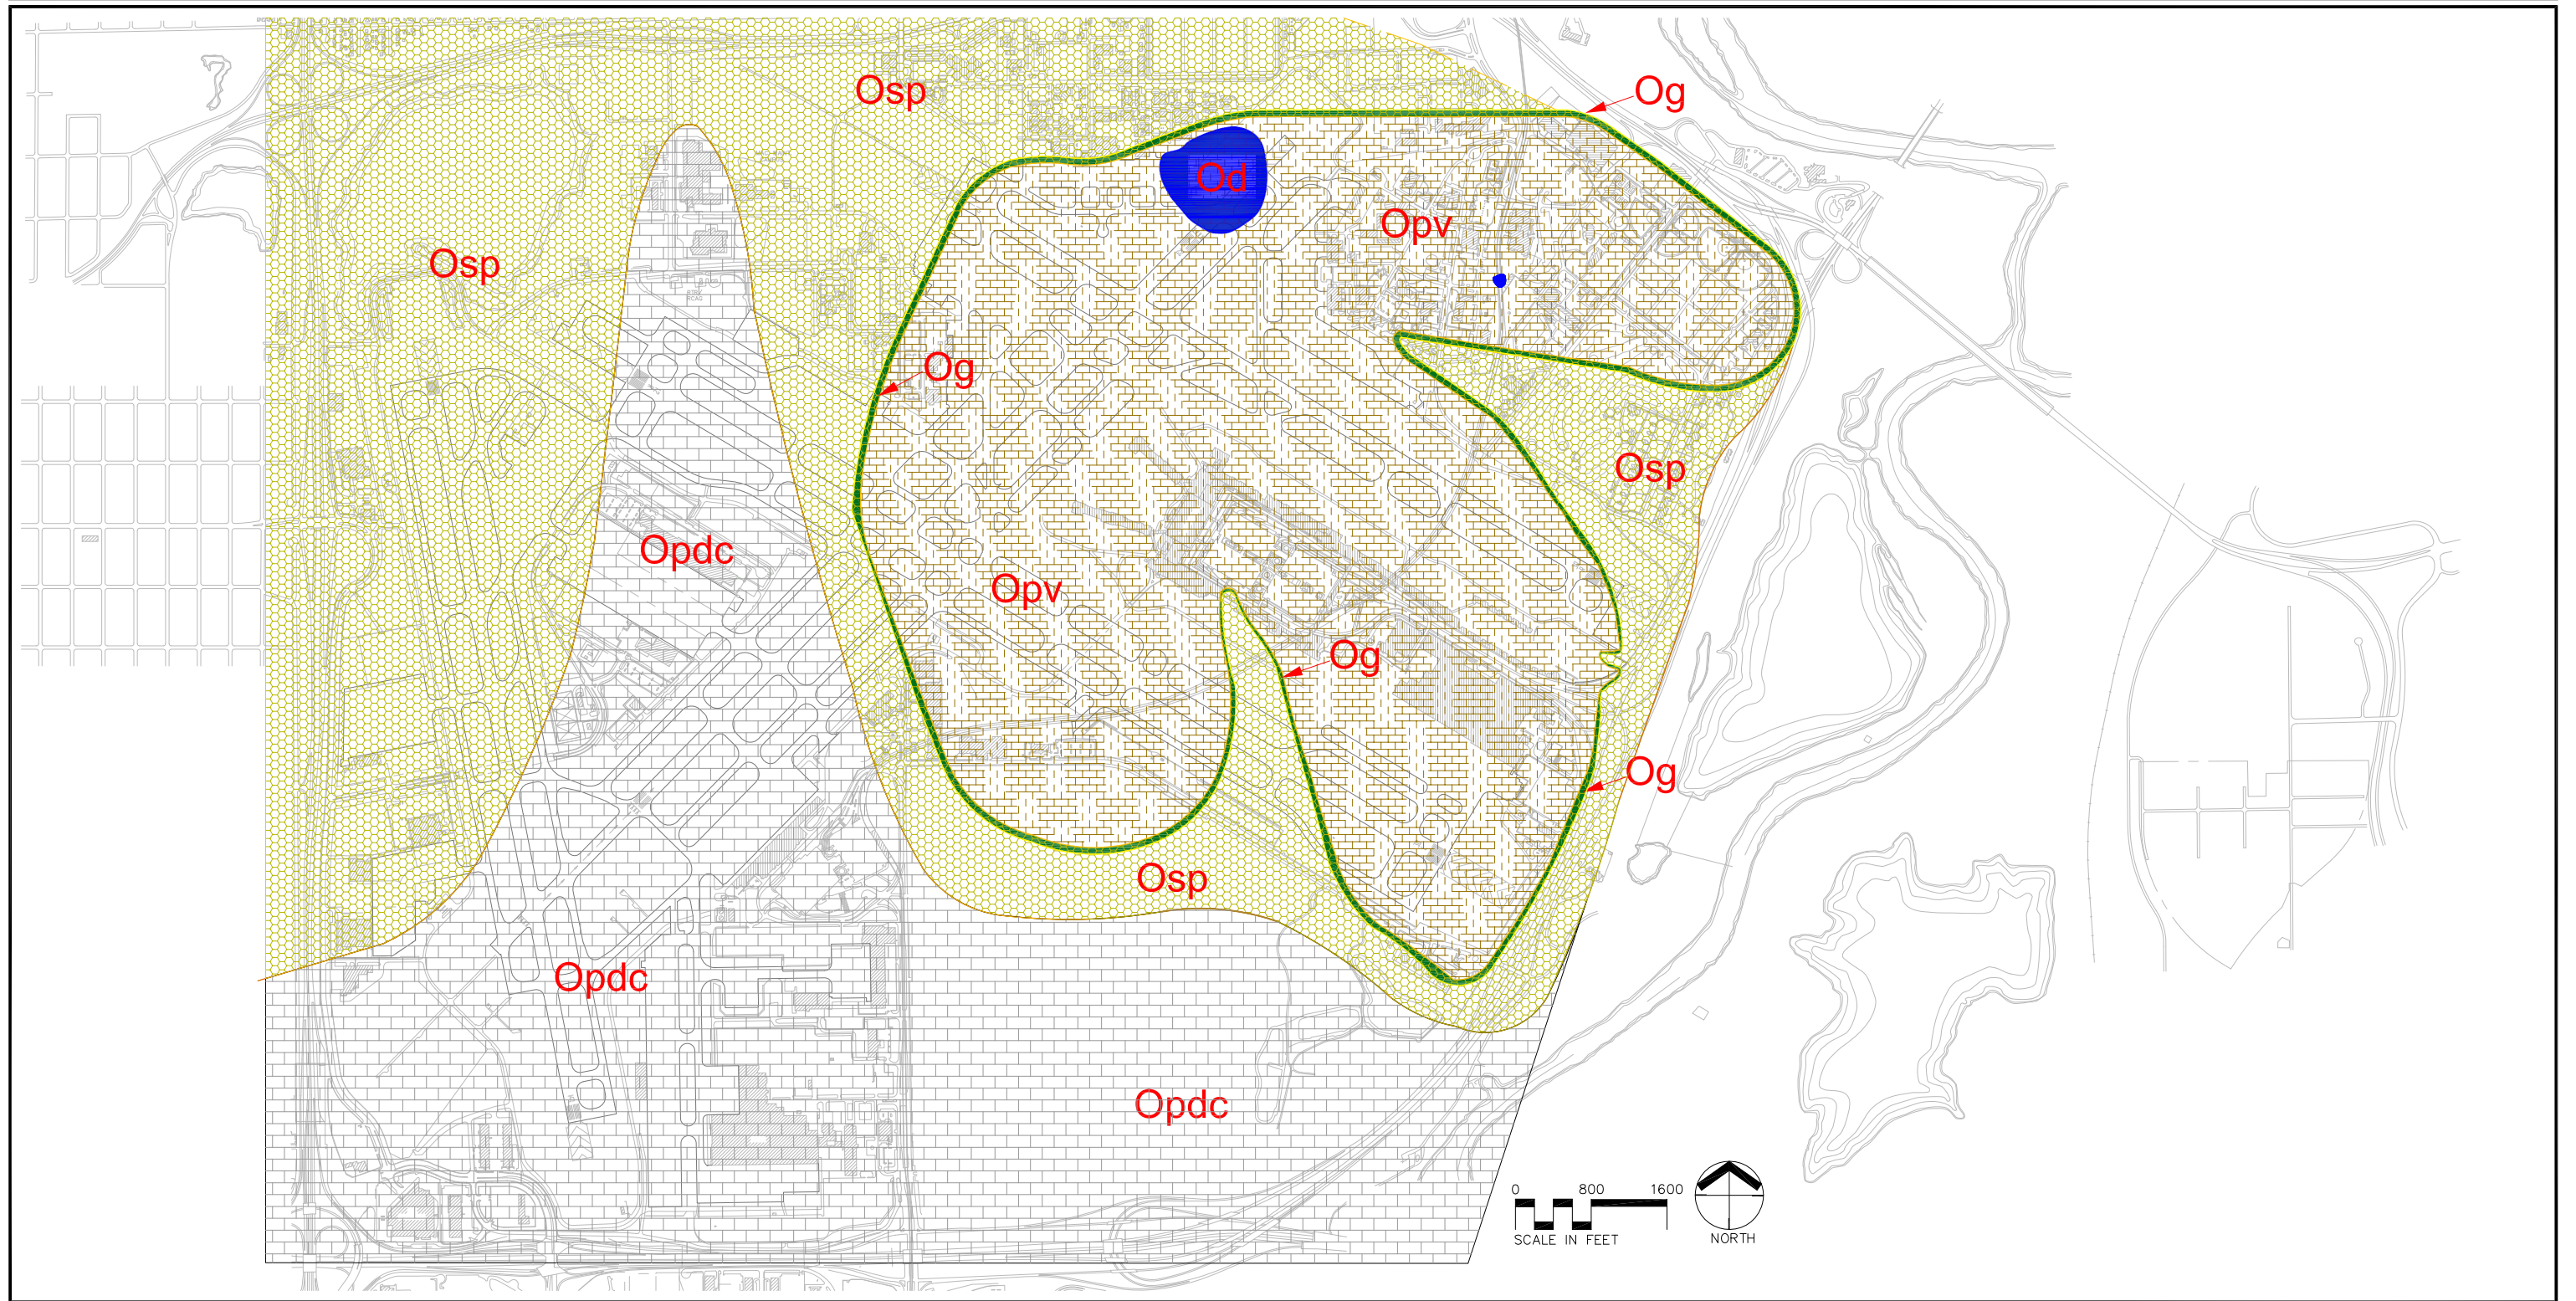 Osp
Og
Od
Opv
Osp
Og
Osp
Opdc
Opv
Og
Og
Osp
Opdc
Opdc
0 800 1600
SCALE IN FEET
NORTH